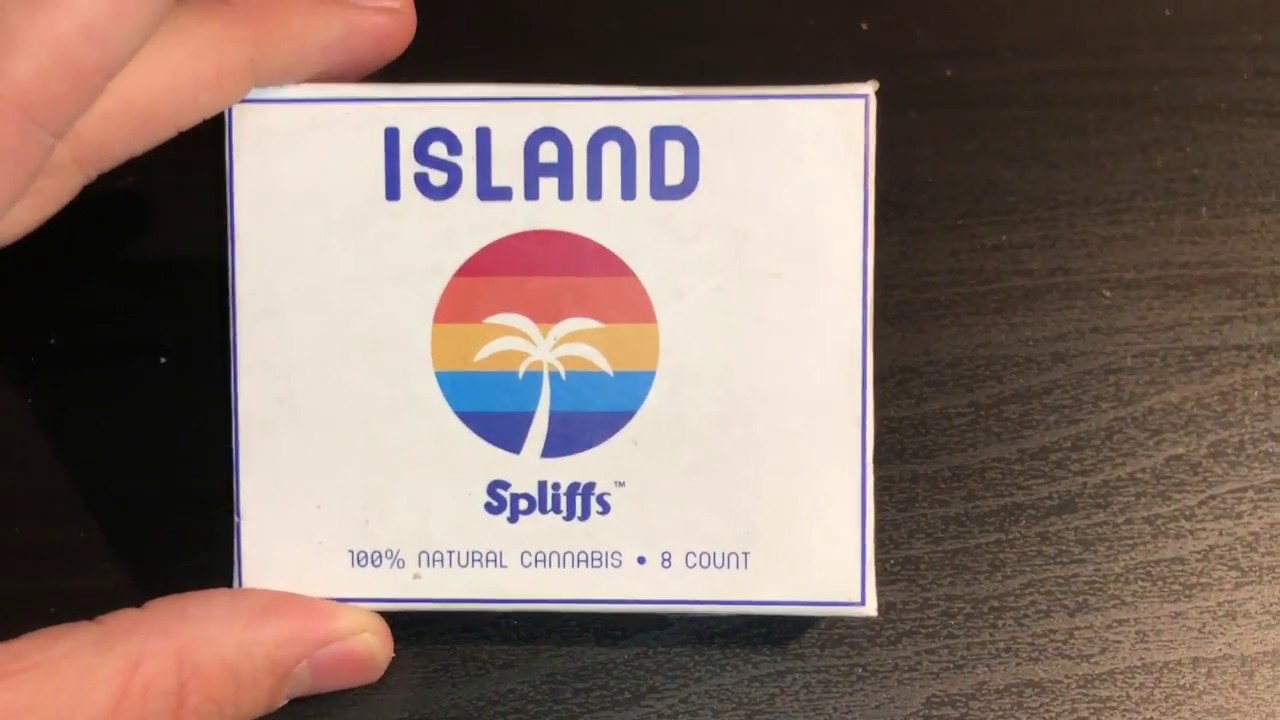 ISLAND
Spliffs™
100% NATURAL CANNABIS • 8 COUNT